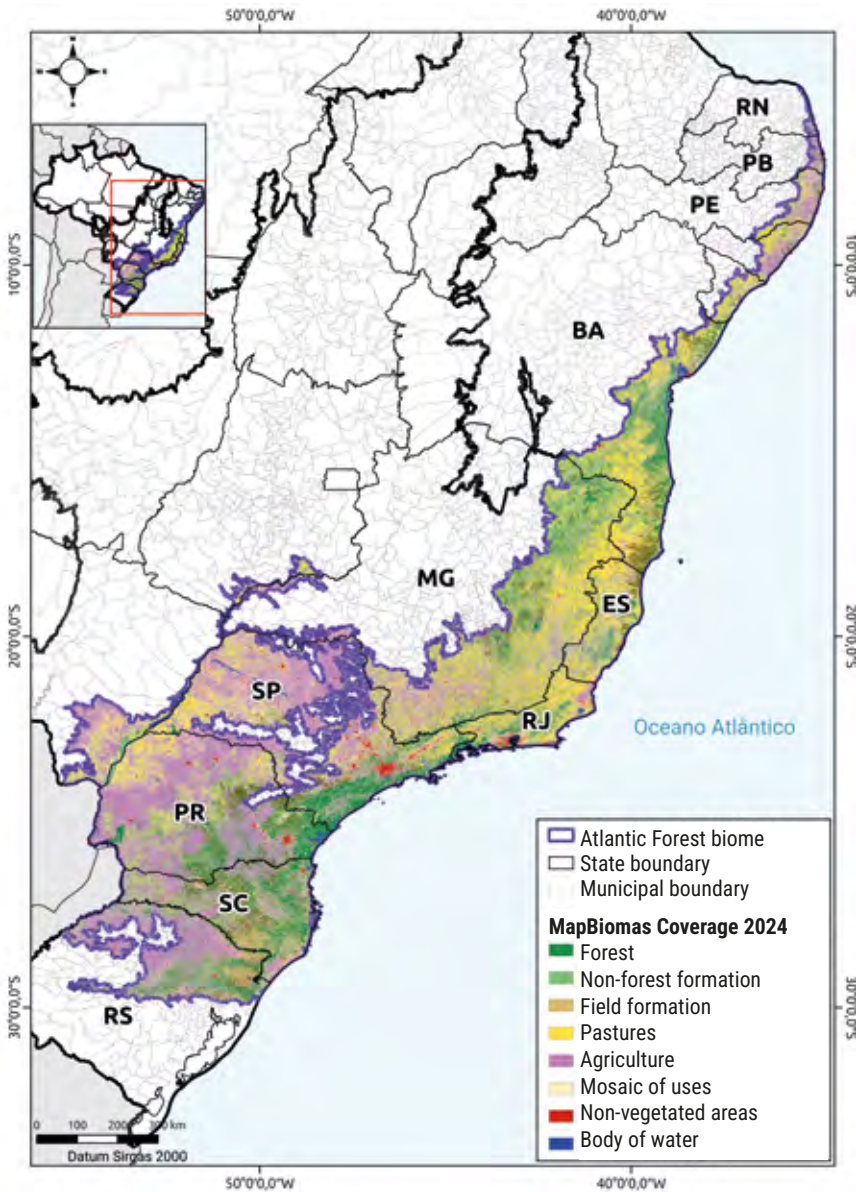 50°0'0,0"W 40°0'0,0"W
RN
PB
PE
10°0'0,0"S 10°0'0,0"S
BA
MG
ES
20°0'0,0"S 20°0'0,0"S
SP
RJ
Oceano Atlântico
PR
SC
RS
30°0'0,0"S 30°0'0,0"S
Atlantic Forest biome
State boundary
Municipal boundary
MapBiomas Coverage 2024
Forest
Non-forest formation
Field formation
Pastures
Agriculture
Mosaic of uses
Non-vegetated areas
Body of water
0 100 200 300 km
Datum Sirgas 2000
50°0'0,0"W 40°0'0,0"W